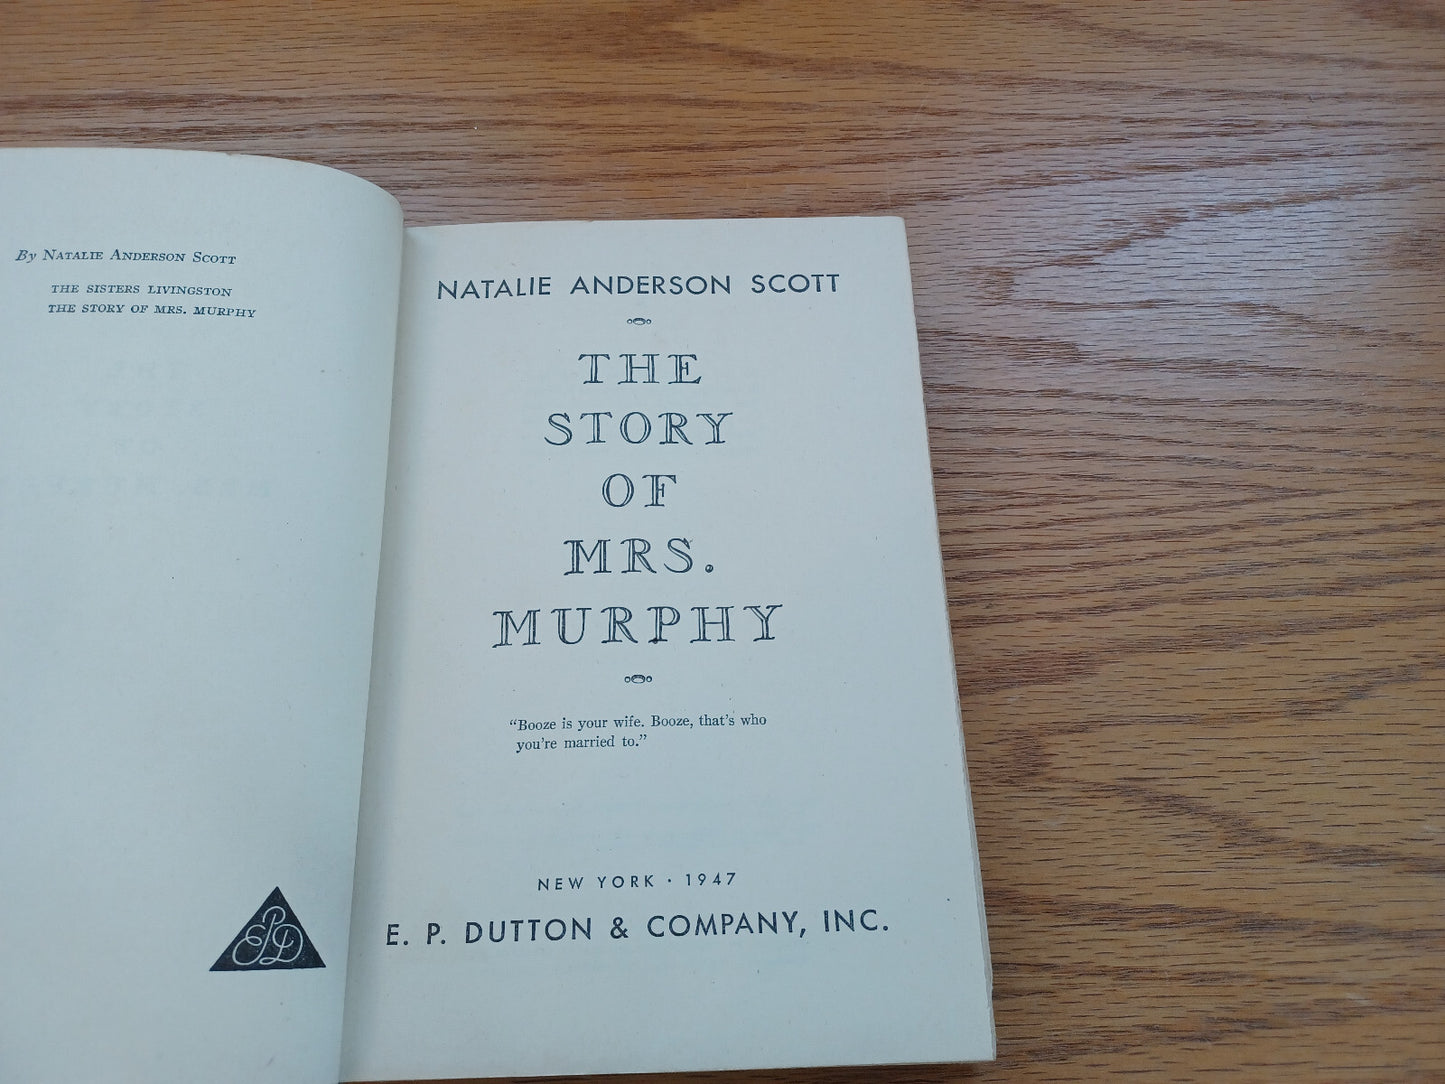 By NATALIE ANDERSON SCOTT
THE SISTERS LIVINGSTON
THE STORY OF MRS. MURPHY
EPD
NATALIE ANDERSON SCOTT
THE
STORY
OF
MRS.
MURPHY
"Booze is your wife. Booze, that's who
you're married to."
NEW YORK · 1947
E. P. DUTTON & COMPANY, INC.